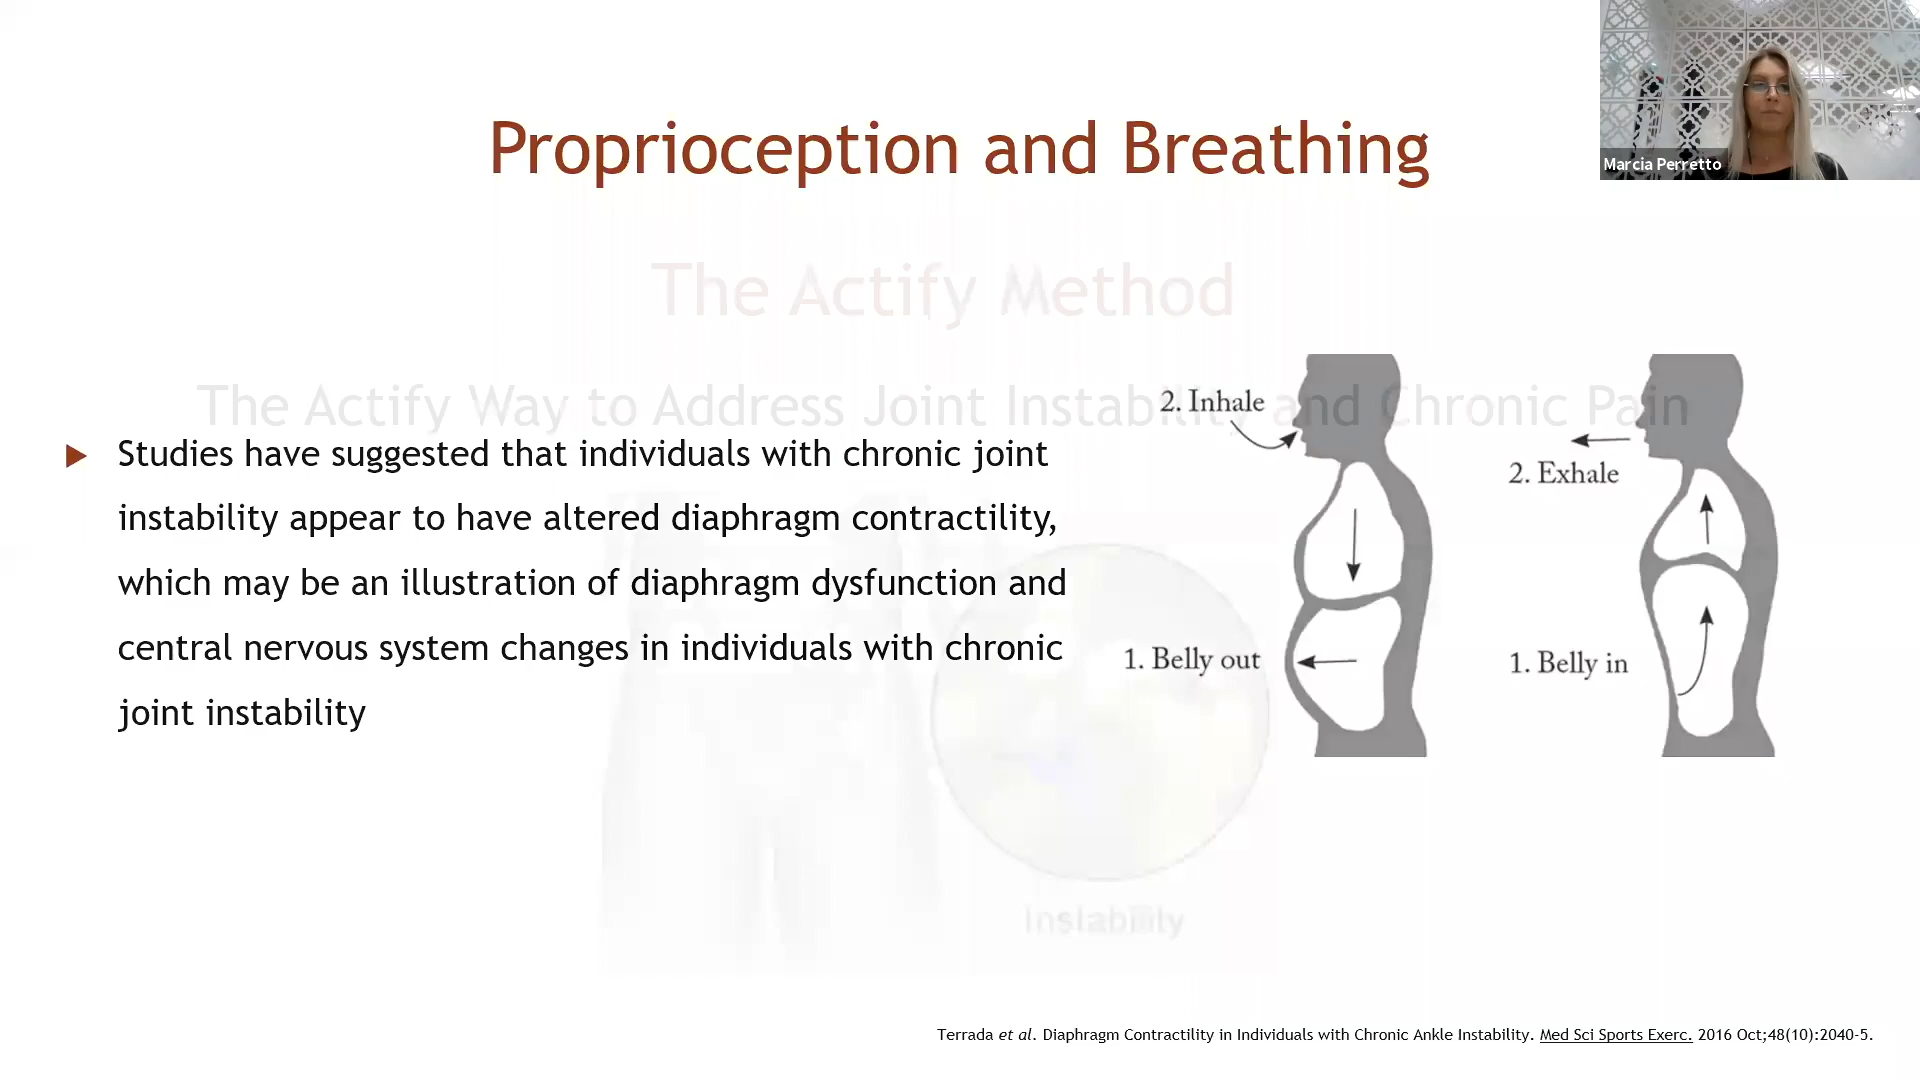 Proprioception and Breathing
Marcia Perretto
The Actify Method
The Actify Way to Address Joint Instability and Chronic Pain
Studies have suggested that individuals with chronic joint
instability appear to have altered diaphragm contractility,
which may be an illustration of diaphragm dysfunction and
central nervous system changes in individuals with chronic
joint instability
2. Inhale
1. Belly out
2. Exhale
1. Belly in
Instability
Terrada et al. Diaphragm Contractility in Individuals with Chronic Ankle Instability. Med Sci Sports Exerc. 2016 Oct;48(10):2040-5.